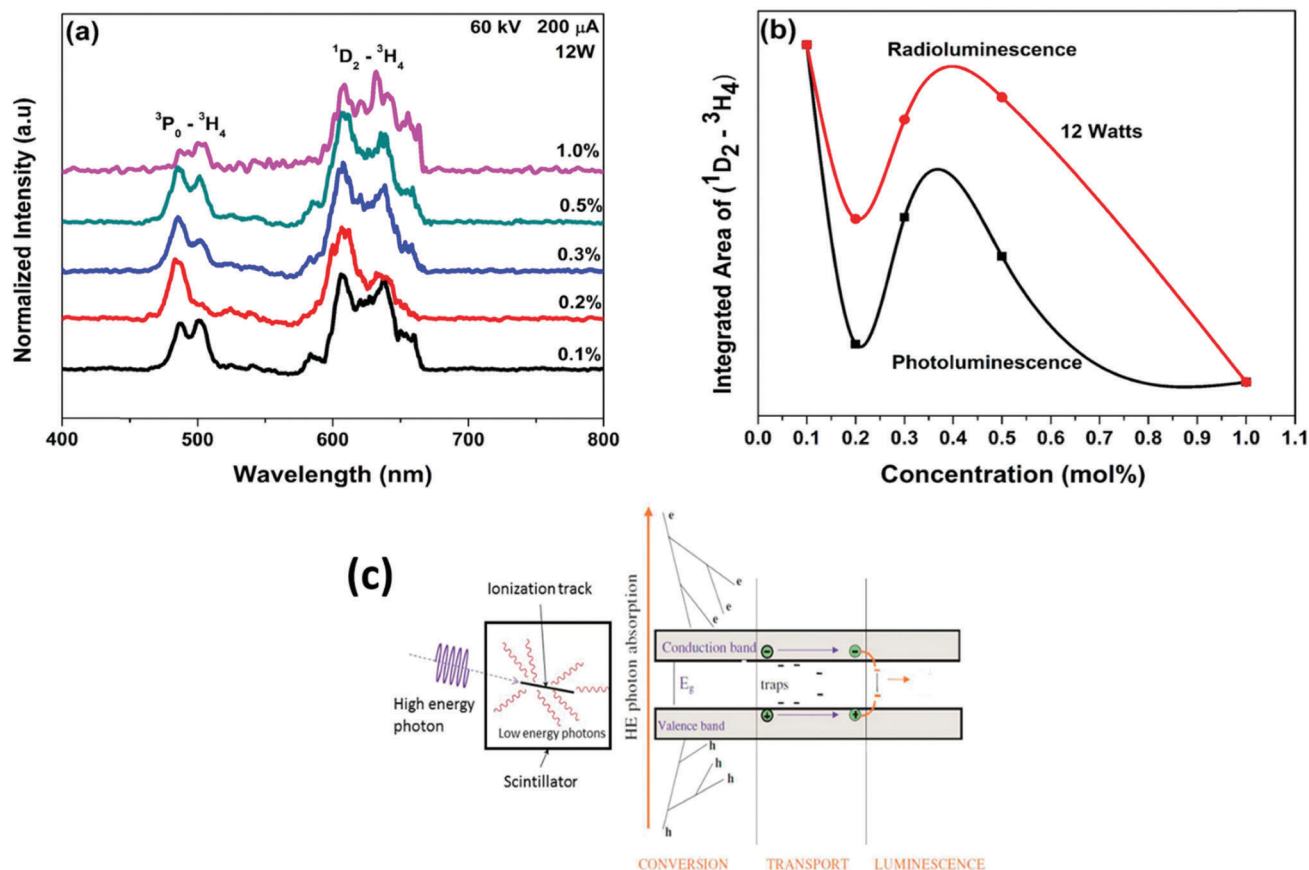 (a)
60 kV 200 μA
12W
¹D₂ - ³H₄
³P₀ - ³H₄
1.0%
0.5%
0.3%
0.2%
0.1%
Normalized Intensity (a.u)
400 500 600 700 800
Wavelength (nm)
(b)
Radioluminescence
12 Watts
Photoluminescence
Integrated Area of (¹D₂ - ³H₄)
0.0 0.1 0.2 0.3 0.4 0.5 0.6 0.7 0.8 0.9 1.0 1.1
Concentration (mol%)
(c)
Ionization track
High energy
photon
Low energy photons
Scintillator
HE photon absorption
e
e
e
e
Conduction band
E_g
traps
Valence band
h
h
h
h
CONVERSION TRANSPORT LUMINESCENCE